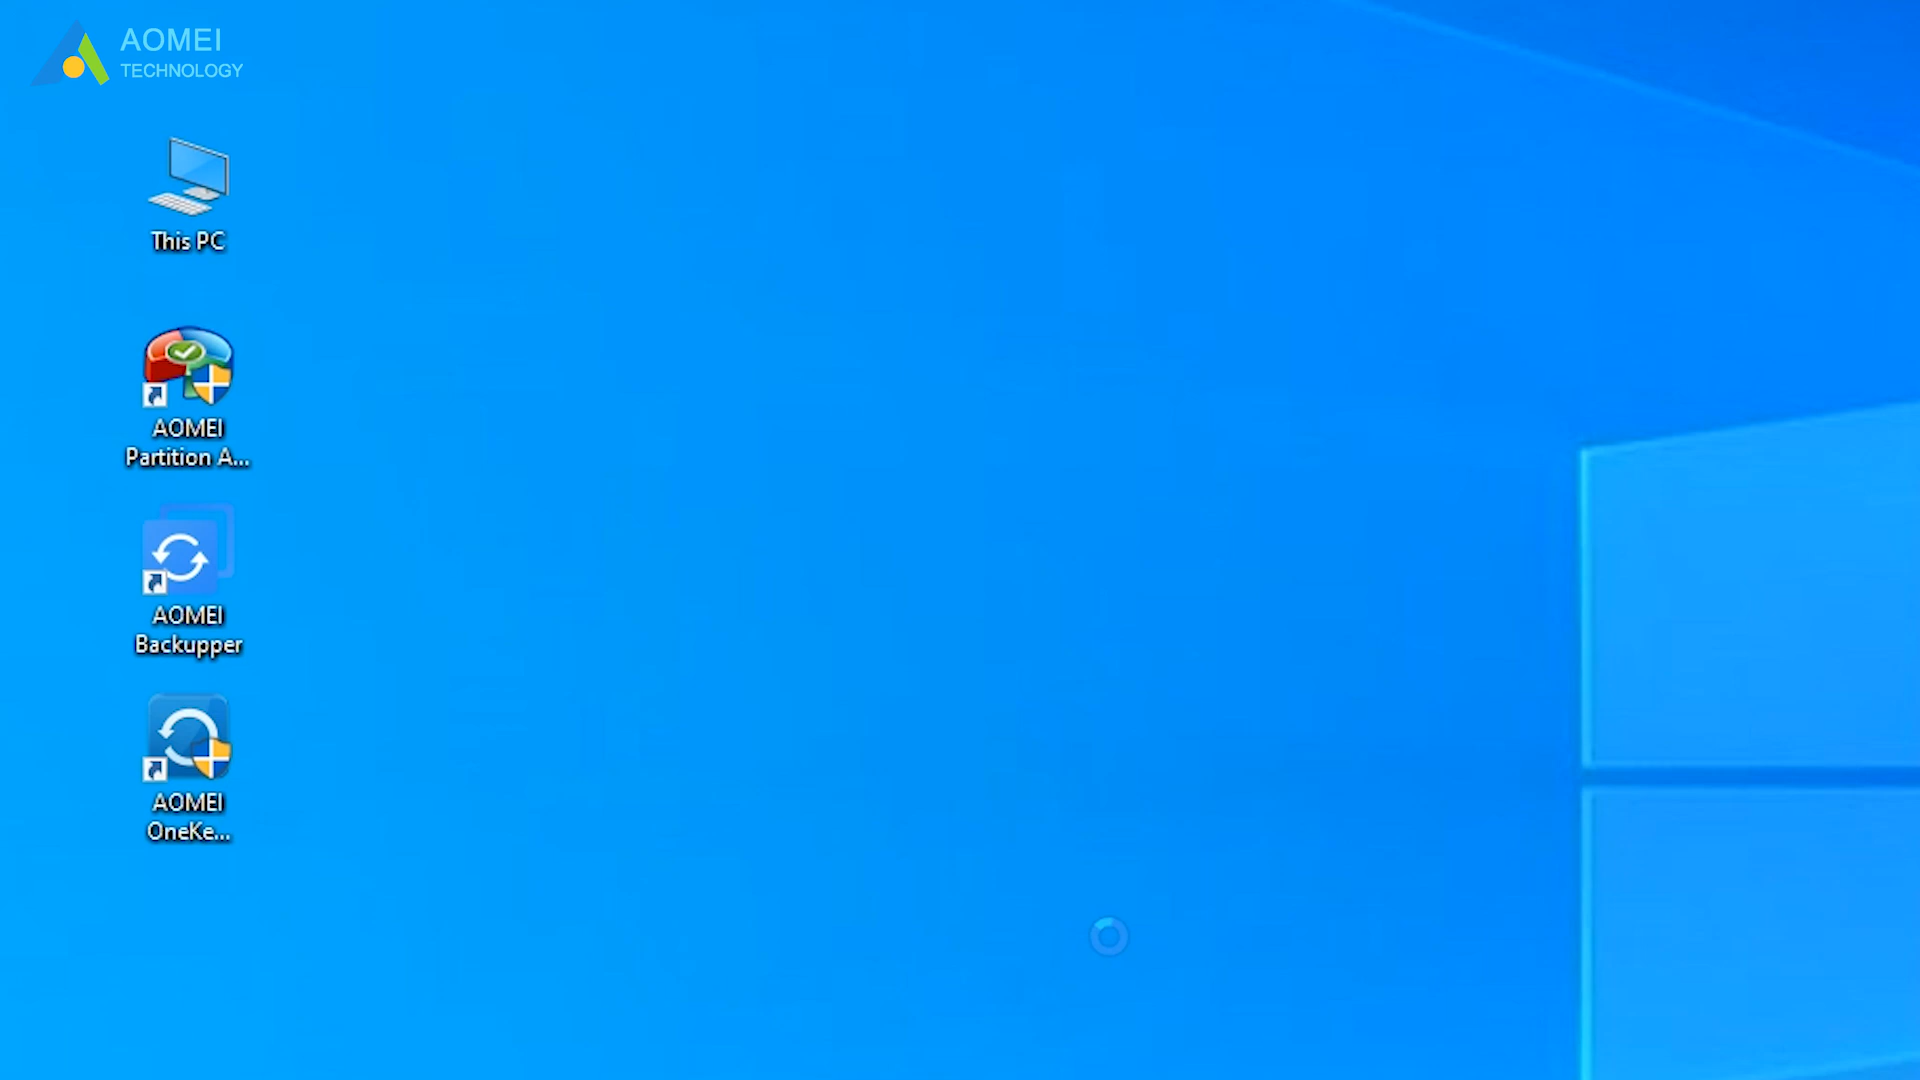 AOMEI
TECHNOLOGY
This PC
AOMEI
Partition A...
AOMEI
Backupper
AOMEI
OneKe...